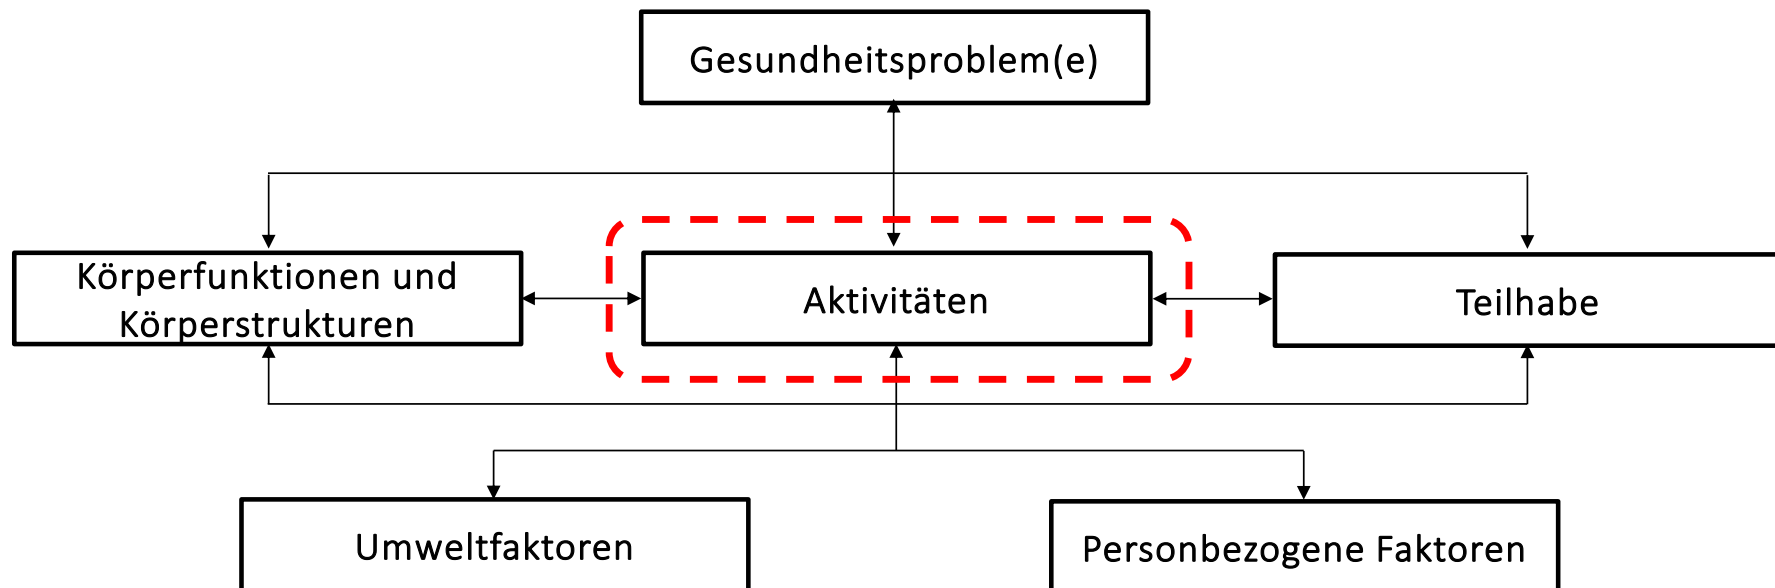 Gesundheitsproblem(e)
Körperfunktionen und
Körperstrukturen
Aktivitäten
Teilhabe
Umweltfaktoren
Personbezogene Faktoren